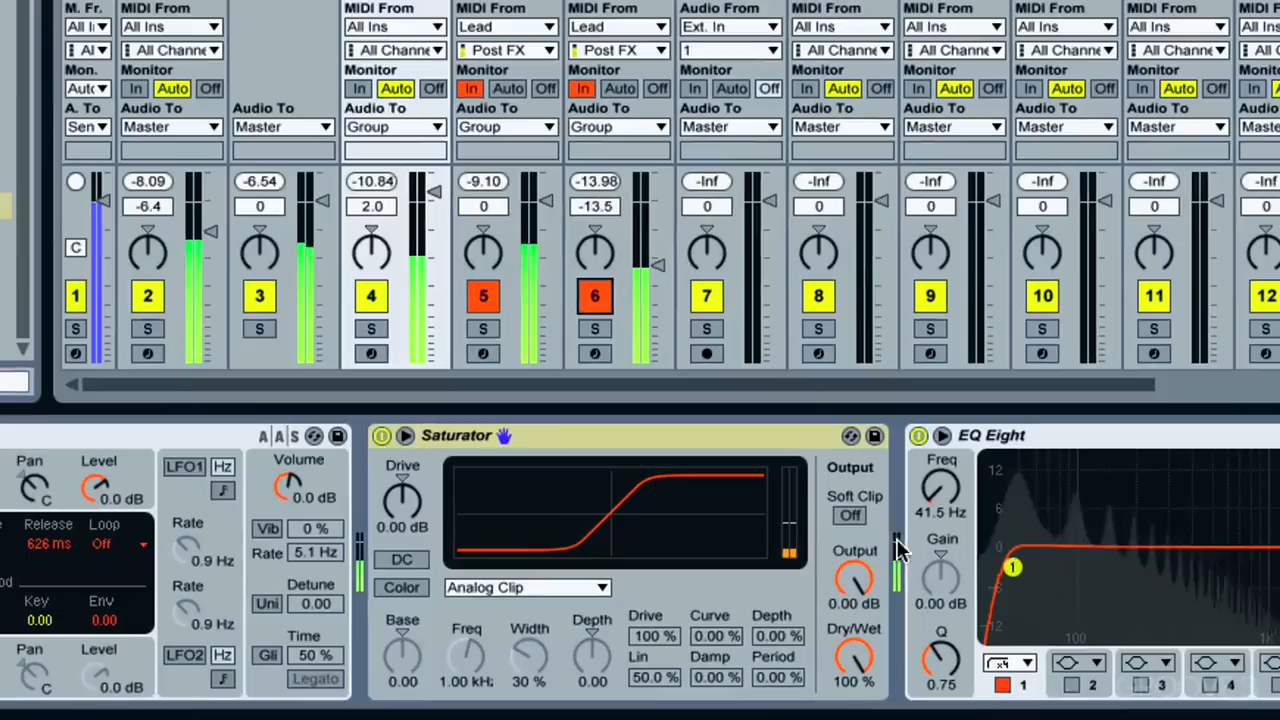 M. Fr. MIDI From MIDI From MIDI From MIDI From Audio From MIDI From MIDI From MIDI From MIDI From
All Ins All Ins Lead Lead Ext. In All Ins All Ins All Ins All Ins
All Channe All Channe Post FX Post FX 1 All Channe All Channe All Channe All Channe
Mon. Monitor Monitor Monitor Monitor Monitor Monitor Monitor Monitor Monitor
In Auto Off In Auto Off In Auto Off In Auto Off In Auto Off In Auto Off In Auto Off In Auto Off In Auto Off In
A. To Audio To Audio To Audio To Audio To Audio To Audio To Audio To Audio To Audio To Audio To
Sen Master Master Group Group Group Master Master Master Master Master
-8.09 -6.54 -10.84 -9.10 -13.98 -Inf -Inf -Inf -Inf -Inf -Inf
-6.4 0 2.0 0 -13.5 0 0 0 0 0 0
C
1 2 3 4 5 6 7 8 9 10 11 12
S S S S S S S S S S S S
A|A|S Saturator EQ Eight
Pan Level LFO1 Hz Volume Drive Output Freq 12
C 0.0 dB 0.0 dB 0.00 dB Soft Clip Off 41.5 Hz 6
Release Loop Rate Vib 0 % DC Output Gain 0
626 ms Off 0.9 Hz Rate 5.1 Hz Color Analog Clip 0.00 dB 0.00 dB 1
Key Env Rate Detune Base Freq Width Depth Drive Curve Depth Dry/Wet Q -12
0.00 0.00 0.9 Hz Uni 0.00 100 % 0.00 % 0.00 % 100 1K
Pan Level LFO2 Hz Time Lin Damp Period
C 0.0 dB Gli 50 % 0.00 1.00 kHz 30 % 0.00 50.0 % 0.00 % 0.00 % 100 % 0.75 x4
Legato 1 2 3 4